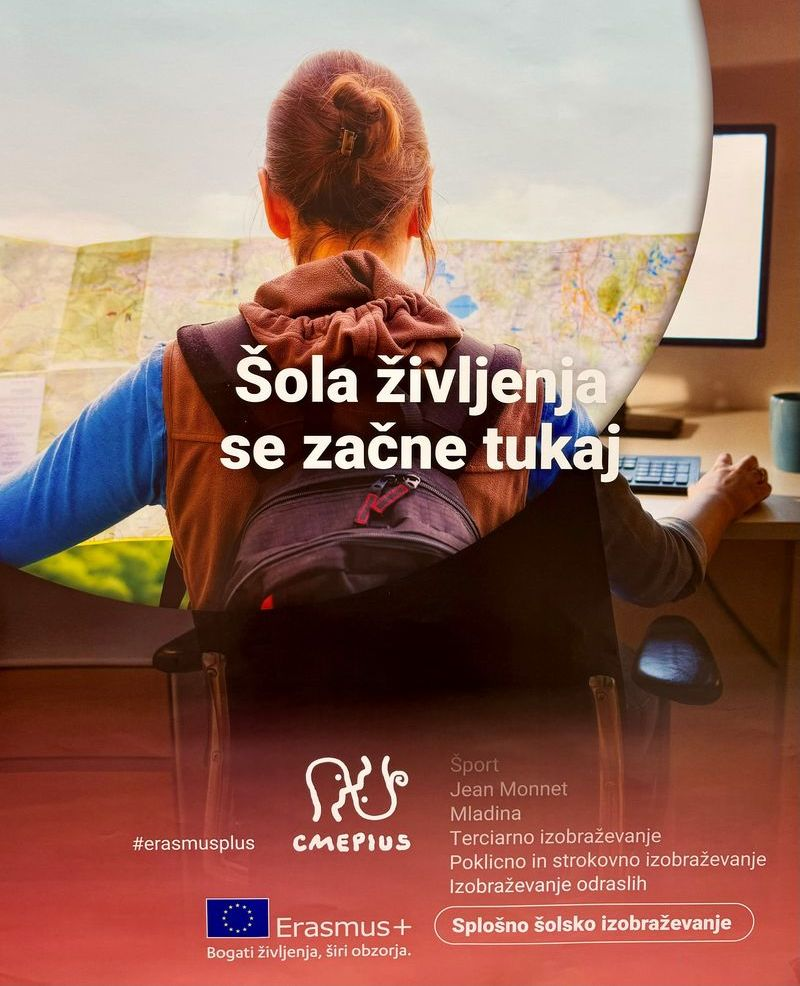 Šola življenja
se začne tukaj
Šport
Jean Monnet
Mladina
Terciarno izobraževanje
Poklicno in strokovno izobraževanje
Izobraževanje odraslih
Splošno šolsko izobraževanje
#erasmusplus
CMEPIUS
Erasmus+
Bogati življenja, širi obzorja.